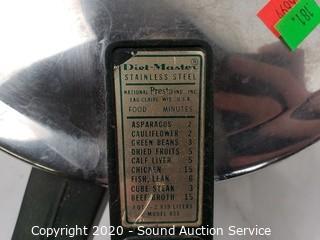 181
Diet-Master ®
STAINLESS STEEL
NATIONAL Presto IND., INC.
EAU CLAIRE, WIS. U.S.A.
FOOD MINUTES
ASPARAGUS 2
CAULIFLOWER 2
GREEN BEANS 3
DRIED FRUITS 5
CALF LIVER 5
CHICKEN 15
FISH, LEAN 6
CUBE STEAK 3
BEEF BROTH 15
LITERS
MODEL
Copyright 2020 - Sound Auction Service